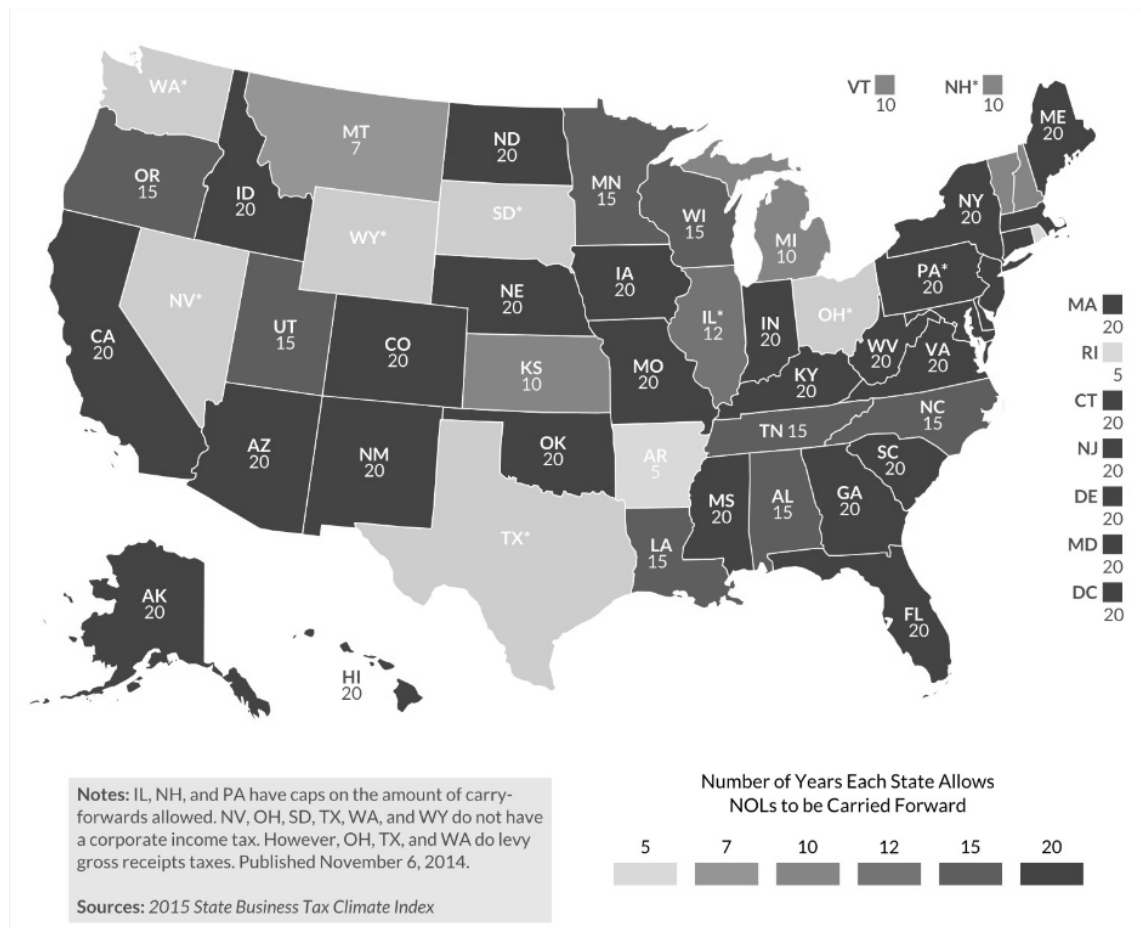 WA*
VT
10
NH*
10
MT
7
ND
20
ME
20
OR
15
ID
20
MN
15
SD*
WI
15
NY
20
WY*
MI
10
PA*
20
IA
20
NE
20
NV*
MA
20
UT
15
IL*
12
IN
20
OH*
CA
20
CO
20
WV
20
VA
20
RI
5
KS
10
MO
20
KY
20
CT
20
NC
15
TN 15
AZ
20
NM
20
OK
20
AR
5
SC
20
NJ
20
MS
20
AL
15
GA
20
DE
20
TX*
LA
15
MD
20
AK
20
DC
20
FL
20
HI
20
Notes: IL, NH, and PA have caps on the amount of carry-
forwards allowed. NV, OH, SD, TX, WA, and WY do not have
a corporate income tax. However, OH, TX, and WA do levy
gross receipts taxes. Published November 6, 2014.
Sources: 2015 State Business Tax Climate Index
Number of Years Each State Allows
NOLs to be Carried Forward
5 7 10 12 15 20